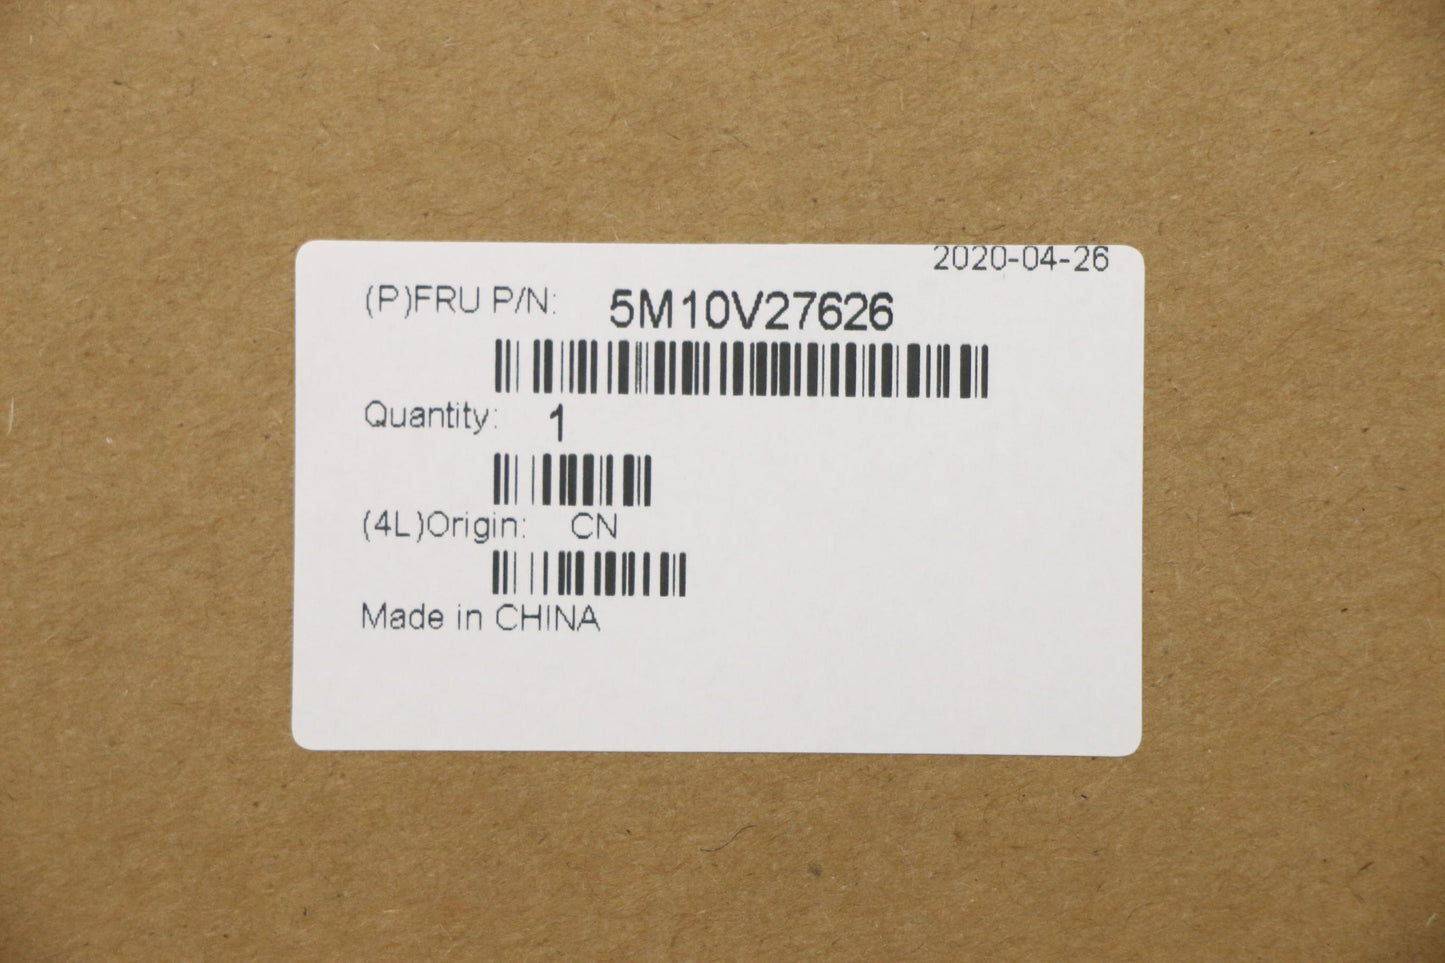 2020-04-26
(P)FRU P/N: 5M10V27626
Quantity: 1
(4L)Origin: CN
Made in CHINA